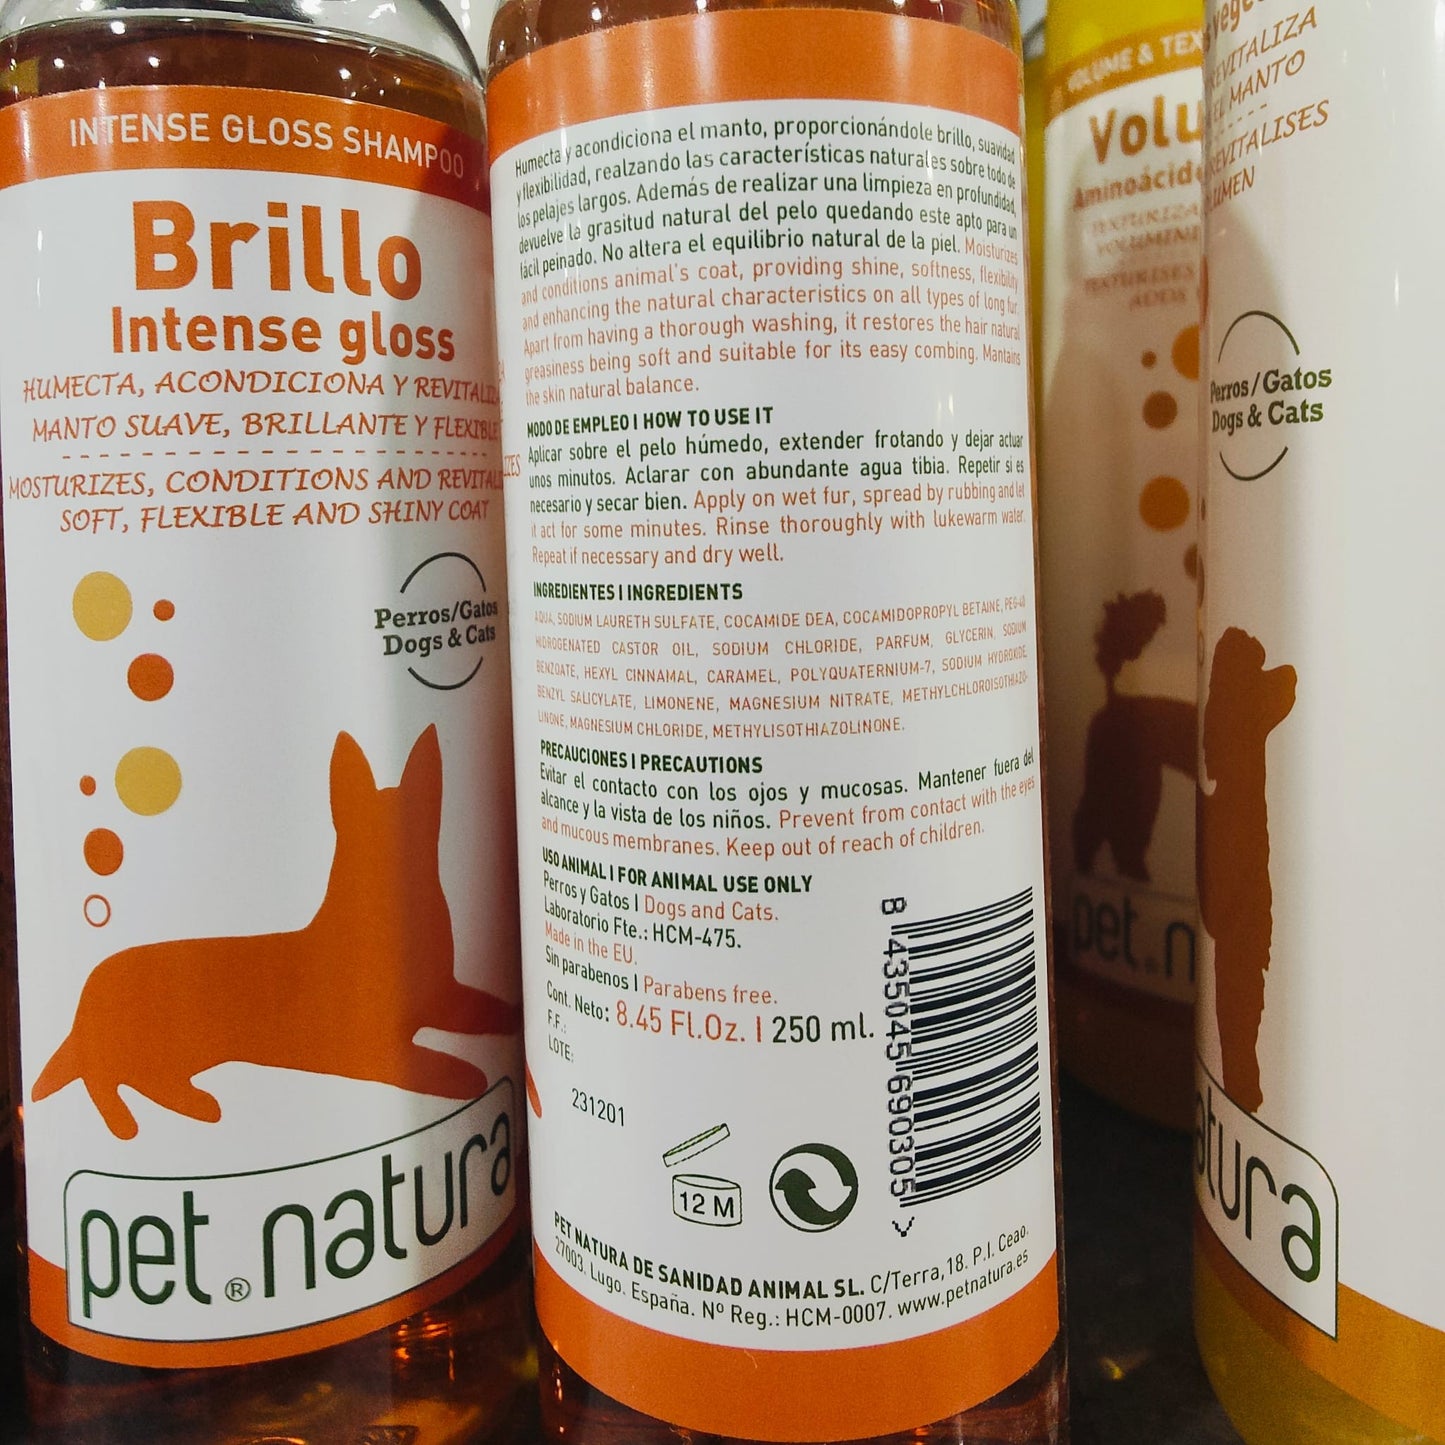 INTENSE GLOSS SHAMPOO
Brillo
Intense gloss
HUMECTA, ACONDICIONA Y
MANTO SUAVE, BRILLANTE Y
MOSTURIZES, CONDITIONS AND
SOFT, FLEXIBLE AND SHINY COAT
Perros/Gatos
Dogs & Cats
pet natura
®
Humecta y acondiciona el manto, proporcionándole brillo, suavidad
y flexibilidad, realzando las características naturales sobre todo de
los pelajes largos. Además de realizar una limpieza en profundidad,
devuelve la grasitud natural del pelo quedando este apto para un
fácil peinado. No altera el equilibrio natural de la piel. Moisturizes
and conditions animal's coat, providing shine, softness, flexibility
and enhancing the natural characteristics on all types of long fur.
Apart from having a thorough washing, it restores the hair natural
greasiness being soft and suitable for its easy combing. Mantains
the skin natural balance.
MODO DE EMPLEO I HOW TO USE IT
Aplicar sobre el pelo húmedo, extender frotando y dejar actuar
unos minutos. Aclarar con abundante agua tibia. Repetir si es
necesario y secar bien. Apply on wet fur, spread by rubbing and let
it act for some minutes. Rinse thoroughly with lukewarm water.
Repeat if necessary and dry well.
INGREDIENTES I INGREDIENTS
AQUA, SODIUM LAURETH SULFATE, COCAMIDE DEA, COCAMIDOPROPYL BETAINE, PEG-40
HIDROGENATED CASTOR OIL, SODIUM CHLORIDE, PARFUM, GLYCERIN, SODIUM
BENZOATE, HEXYL CINNAMAL, CARAMEL, POLYQUATERNIUM-7, SODIUM HYDROXIDE,
BENZYL SALICYLATE, LIMONENE, MAGNESIUM NITRATE, METHYLCHLOROISOTHIAZO-
LINONE, MAGNESIUM CHLORIDE, METHYLISOTHIAZOLINONE.
PRECAUCIONES I PRECAUTIONS
Evitar el contacto con los ojos y mucosas. Mantener fuera del
alcance y la vista de los niños. Prevent from contact with the eyes
and mucous membranes. Keep out of reach of children.
USO ANIMAL I FOR ANIMAL USE ONLY
Perros y Gatos I Dogs and Cats.
Laboratorio Fte.: HCM-475.
Made in the EU.
Sin parabenos I Parabens free.
Cont. Neto: 8.45 Fl.Oz. I 250 ml.
F.F.:
LOTE:
231201
8 435045 690305 >
12 M
PET NATURA DE SANIDAD ANIMAL SL. C/Terra, 18. P.I. Ceao.
27003. Lugo. España. Nº Reg.: HCM-0007. www.petnatura.es
VOLUME & TEX
Volu
Aminoácid
pet n
REVITALIZA
EL MANTO
REVITALISES
Perros/Gatos
Dogs & Cats
tura